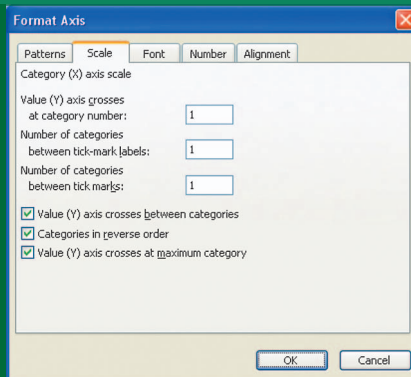 Format Axis
Patterns Scale Font Number Alignment
Category (X) axis scale
Value (Y) axis crosses
at category number: 1
Number of categories
between tick-mark labels: 1
Number of categories
between tick marks: 1
Value (Y) axis crosses between categories
Categories in reverse order
Value (Y) axis crosses at maximum category
OK Cancel